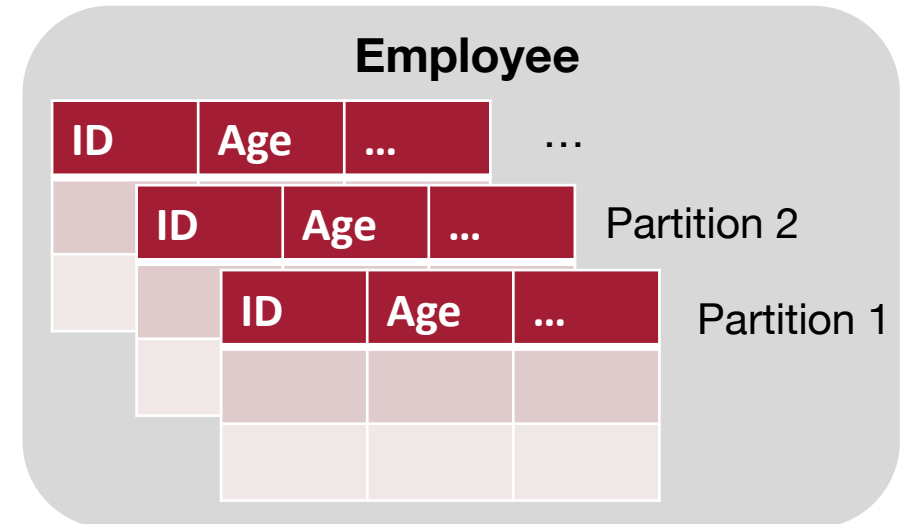 Employee
ID Age ... ...
ID Age ... Partition 2
ID Age ... Partition 1